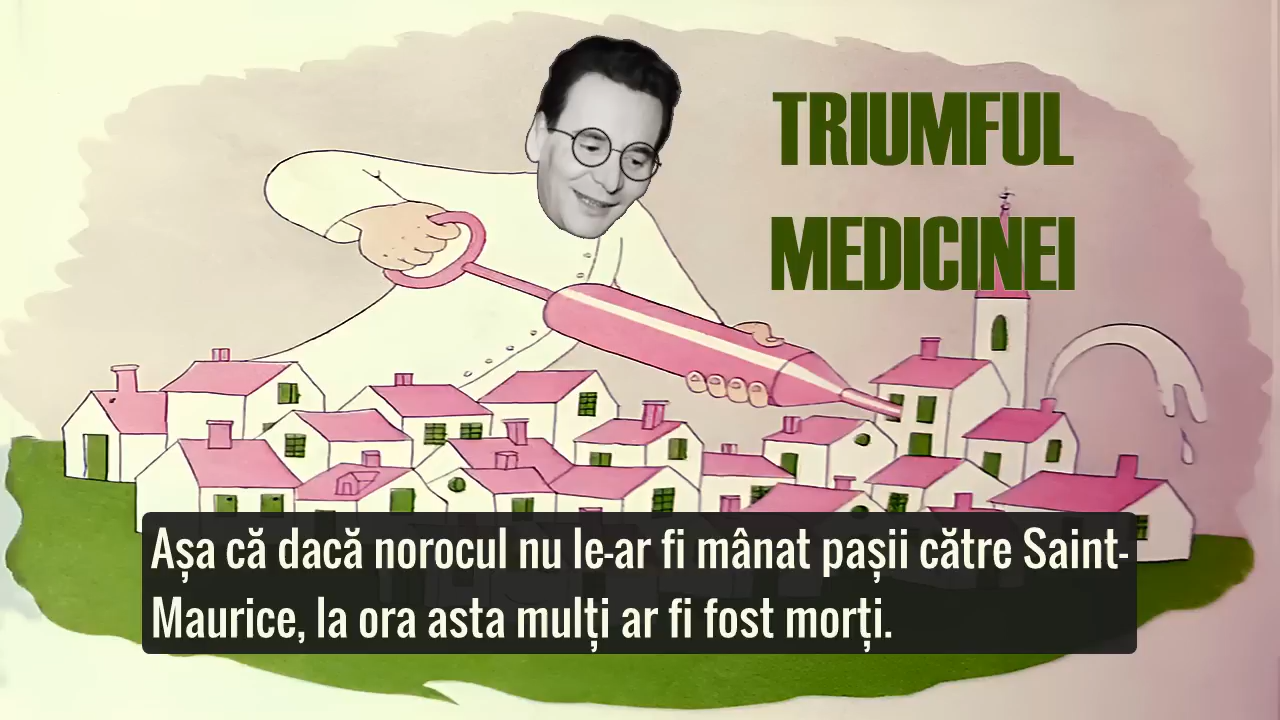 TRIUMFUL
MEDICINEI
Așa că dacă norocul nu le-ar fi mânat pașii către Saint-
Maurice, la ora asta mulți ar fi fost morți.